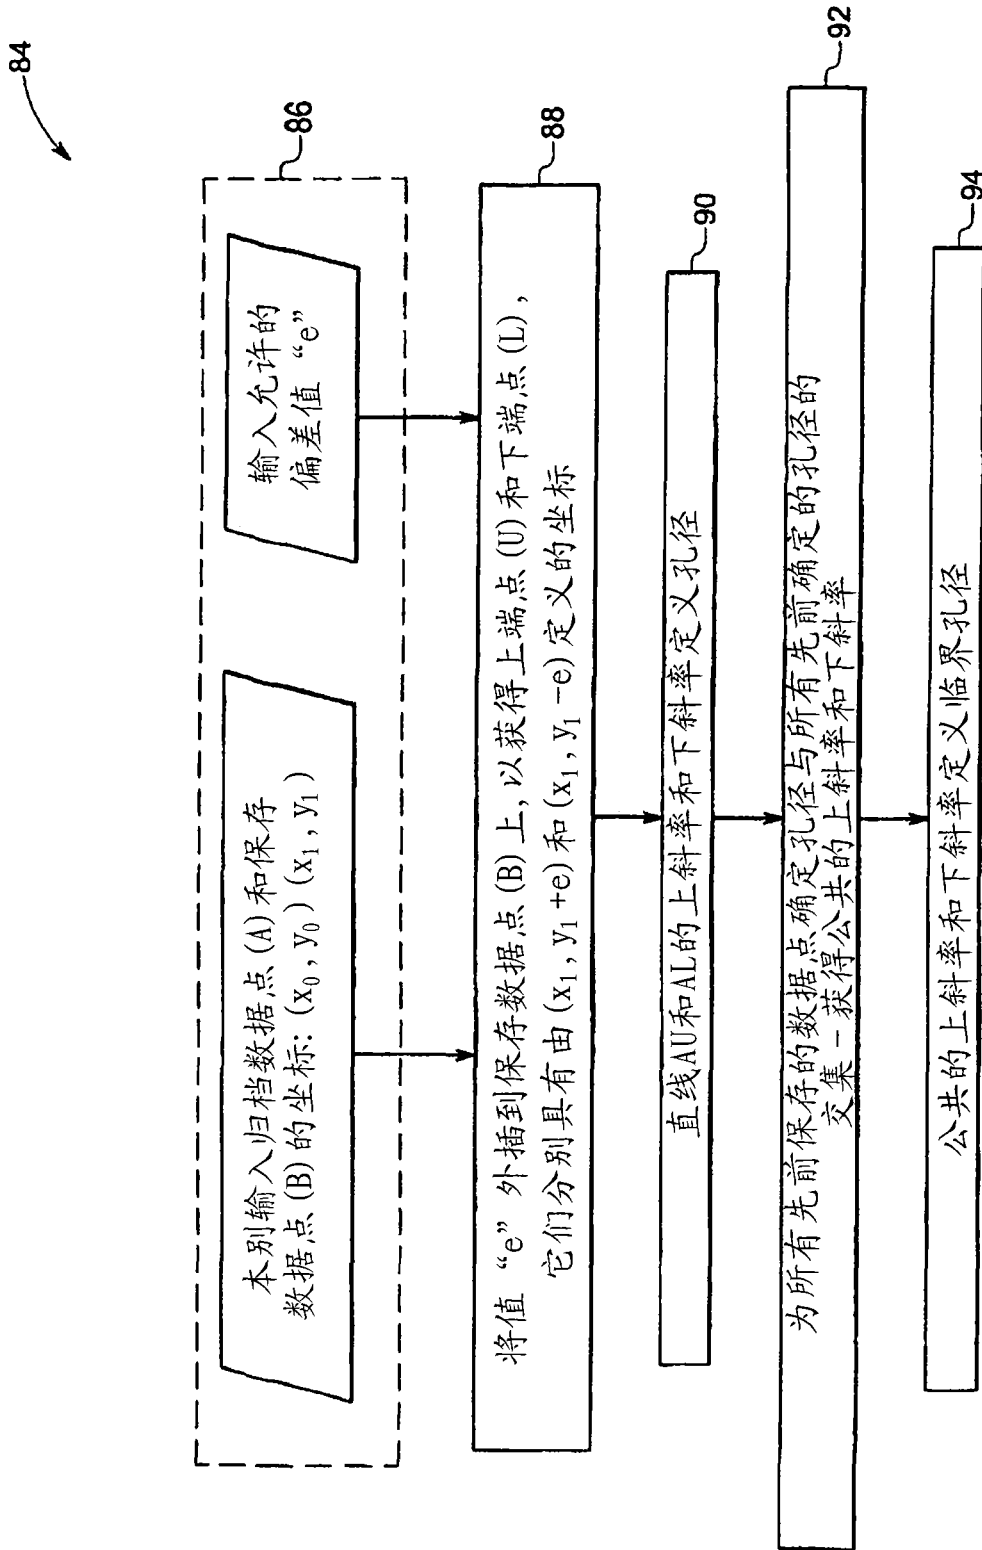 84
86
本别输入归档数据点(A)和保存
数据点(B)的坐标: (x₀, y₀) (x₁, y₁)
输入允许的
偏差值 “e”
88
将值 “e” 外插到保存数据点(B)上,以获得上端点(U)和下端点(L),
它们分别具有由(x₁, y₁ +e)和(x₁, y₁ -e)定义的坐标
90
直线AU和AL的上斜率和下斜率定义孔径
92
为所有先前保存的数据点确定孔径与所有先前确定的孔径的
交集-获得公共的上斜率和下斜率
94
公共的上斜率和下斜率定义临界孔径